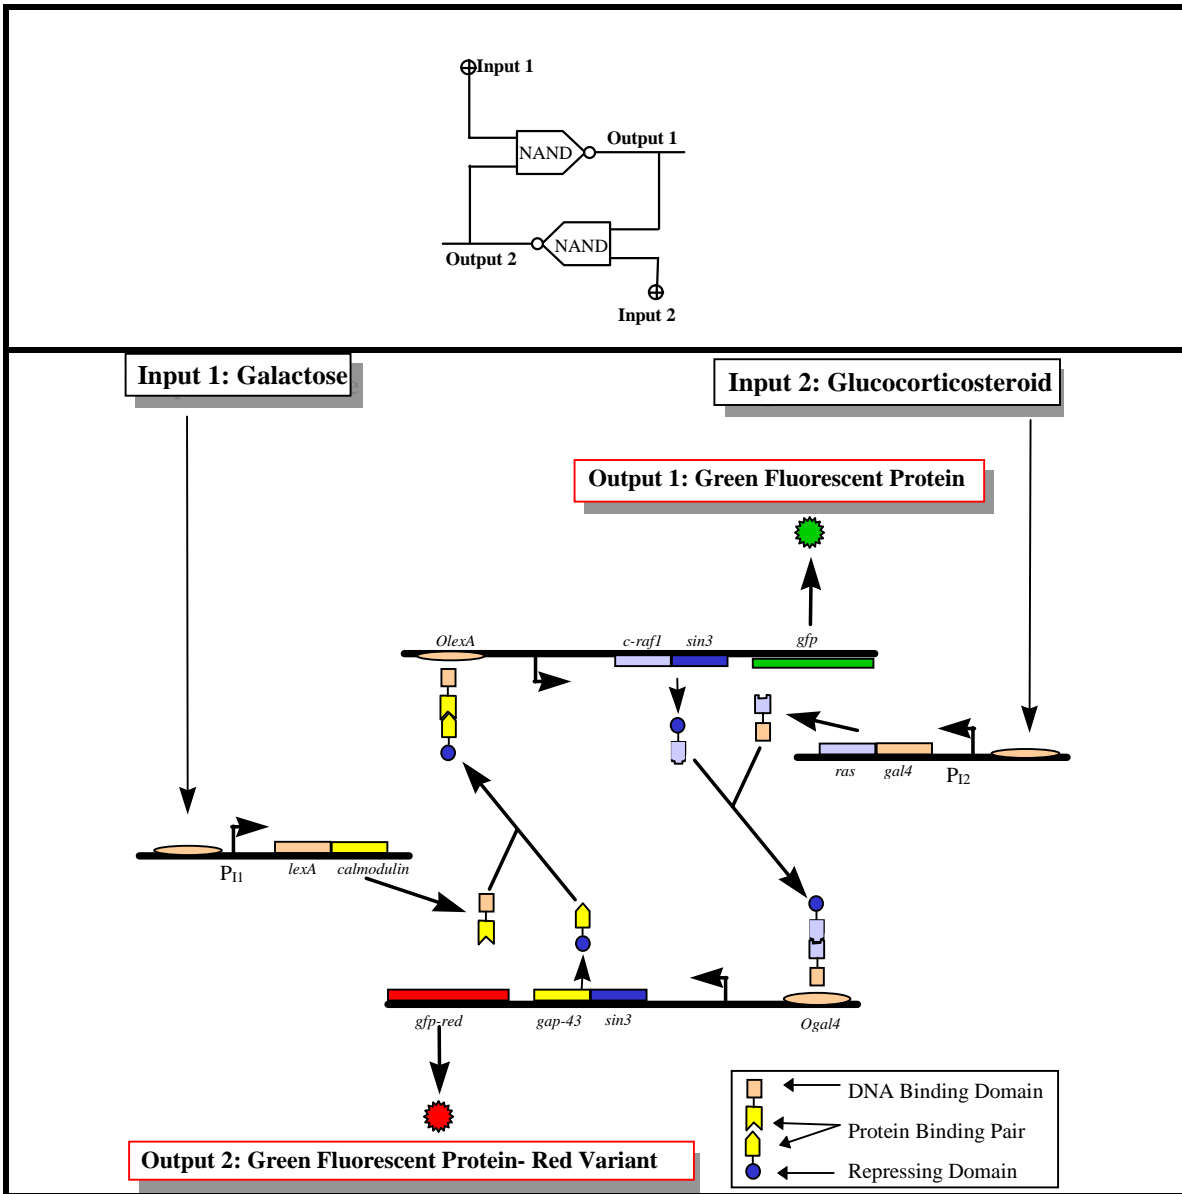 Input 1
Output 1
NAND
NAND
Output 2
Input 2
Input 1: Galactose
Input 2: Glucocorticosteroid
Output 1: Green Fluorescent Protein
OlexA
c-raf1
sin3
gfp
ras
gal4
PI2
PI1
lexA
calmodulin
gfp-red
gap-43
sin3
Ogal4
DNA Binding Domain
Protein Binding Pair
Repressing Domain
Output 2: Green Fluorescent Protein- Red Variant